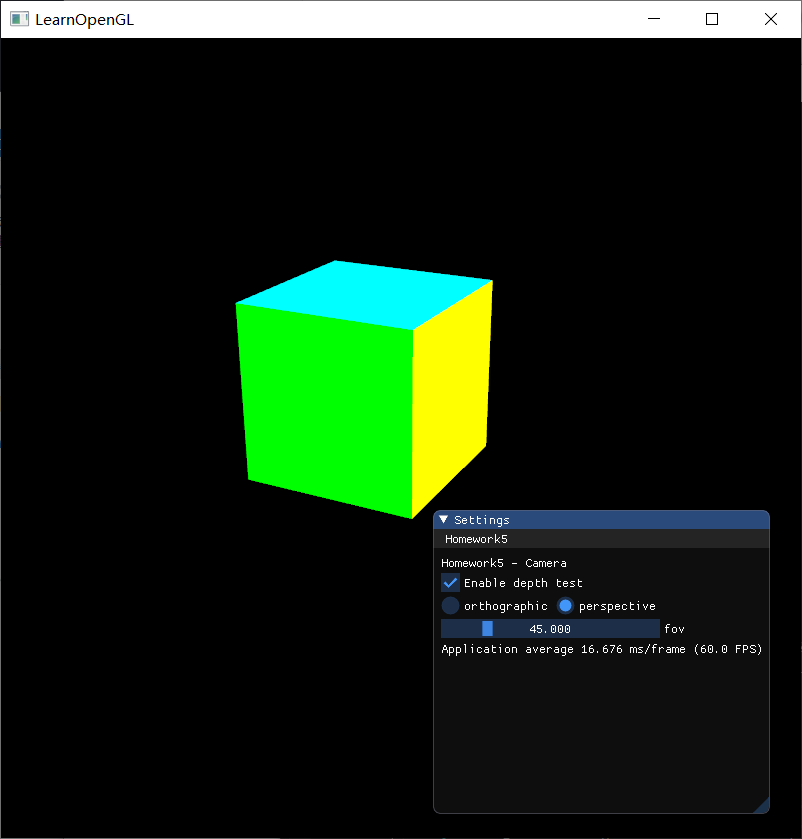 LearnOpenGL
Settings
Homework5
Homework5 - Camera
Enable depth test
orthographic perspective
45.000 fov
Application average 16.676 ms/frame (60.0 FPS)